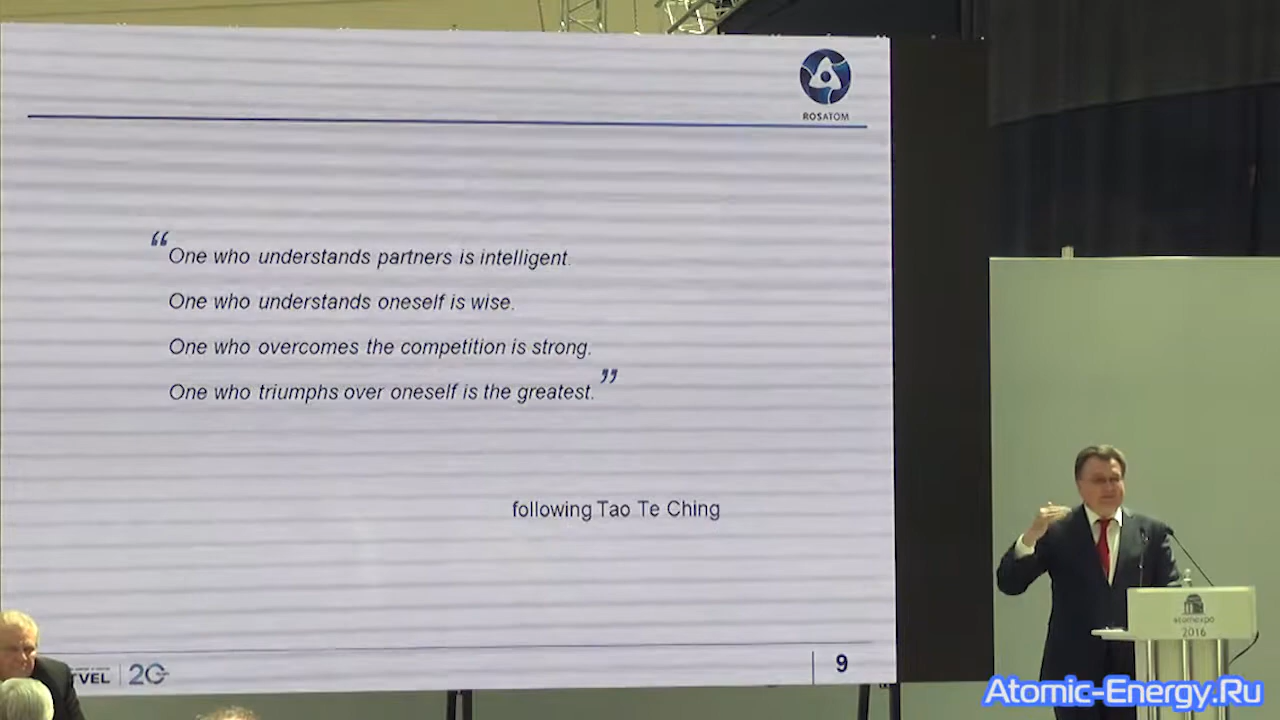 ROSATOM
“One who understands partners is intelligent.
One who understands oneself is wise.
One who overcomes the competition is strong.
One who triumphs over oneself is the greatest.”
following Tao Te Ching
TVEL
20
9
atomexpo
2016
Atomic-Energy.Ru